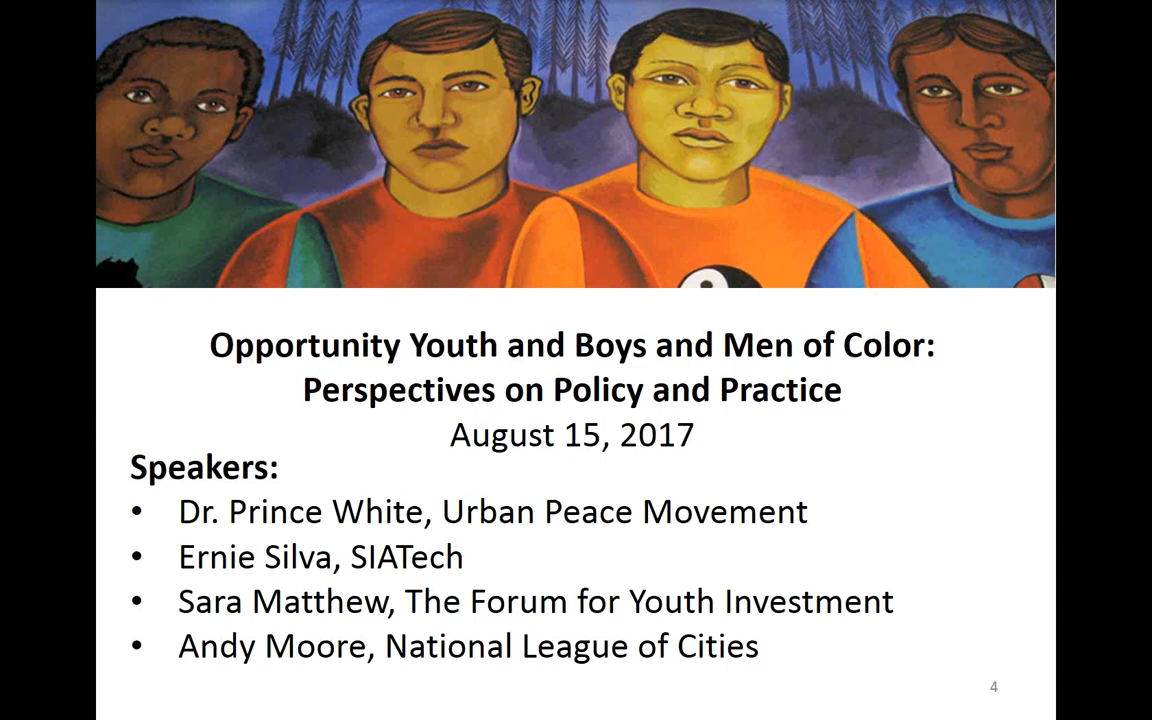 Opportunity Youth and Boys and Men of Color:
Perspectives on Policy and Practice
August 15, 2017
Speakers:
• Dr. Prince White, Urban Peace Movement
• Ernie Silva, SIATech
• Sara Matthew, The Forum for Youth Investment
• Andy Moore, National League of Cities
4